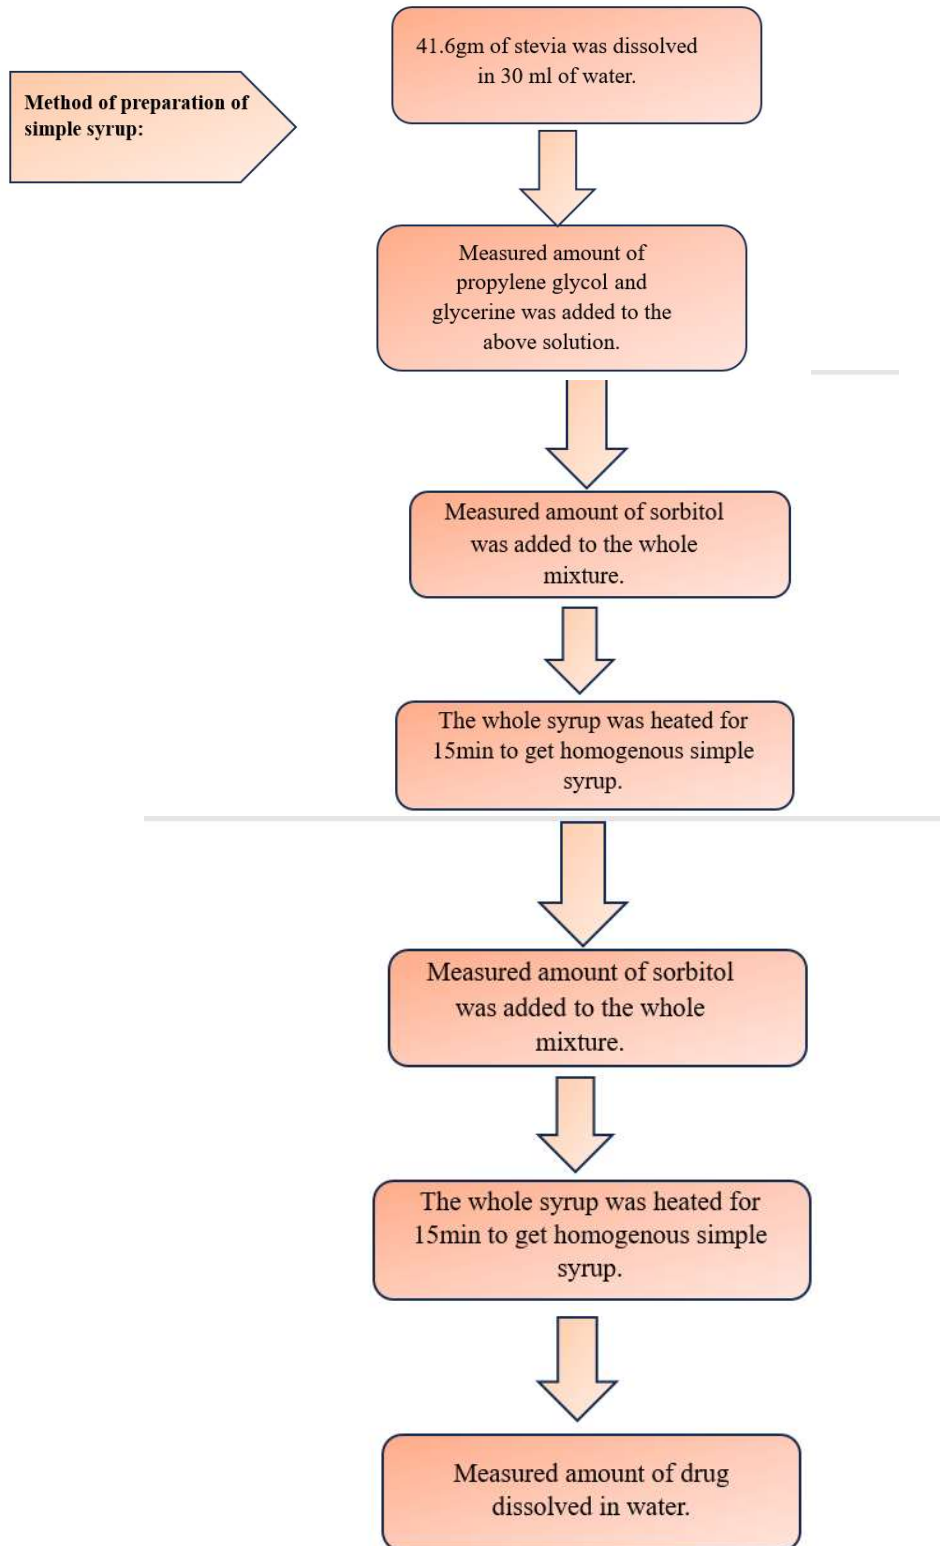 Method of preparation of
simple syrup:
41.6gm of stevia was dissolved
in 30 ml of water.
Measured amount of
propylene glycol and
glycerine was added to the
above solution.
Measured amount of sorbitol
was added to the whole
mixture.
The whole syrup was heated for
15min to get homogenous simple
syrup.
Measured amount of sorbitol
was added to the whole
mixture.
The whole syrup was heated for
15min to get homogenous simple
syrup.
Measured amount of drug
dissolved in water.